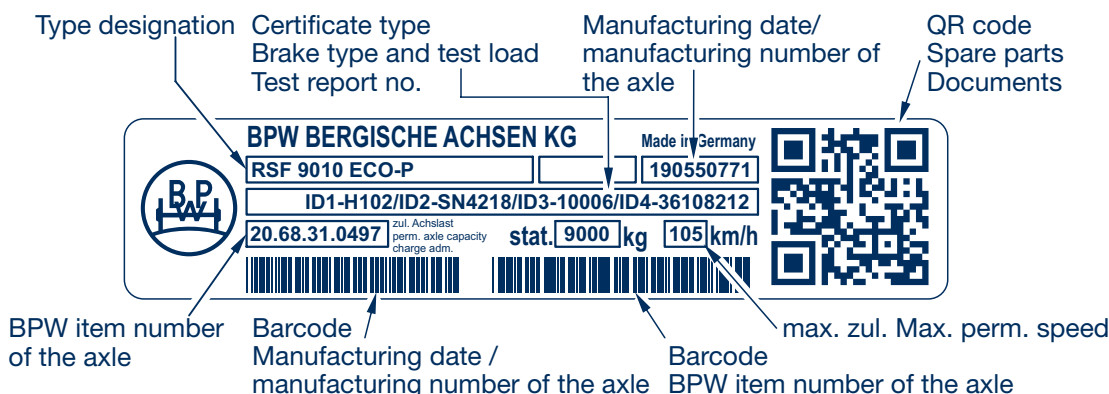 Type designation
Certificate type
Brake type and test load
Test report no.
Manufacturing date/
manufacturing number of
the axle
QR code
Spare parts
Documents
BPW BERGISCHE ACHSEN KG
Made in Germany
RSF 9010 ECO-P
190550771
BPW
ID1-H102/ID2-SN4218/ID3-10006/ID4-36108212
20.68.31.0497
zul. Achslast
perm. axle capacity
charge adm.
stat. 9000 kg
105 km/h
BPW item number
of the axle
Barcode
Manufacturing date /
manufacturing number of the axle
Barcode
BPW item number of the axle
max. zul. Max. perm. speed